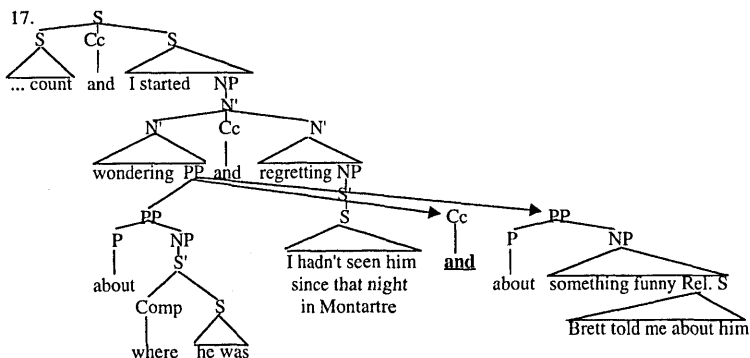 17. S
S Cc S
... count and I started NP
N'
N' Cc N'
wondering PP and regretting NP
S'
PP S Cc PP
P NP I hadn't seen him and P NP
S' since that night
about in Montartre about something funny Rel. S
Comp S
where he was Brett told me about him